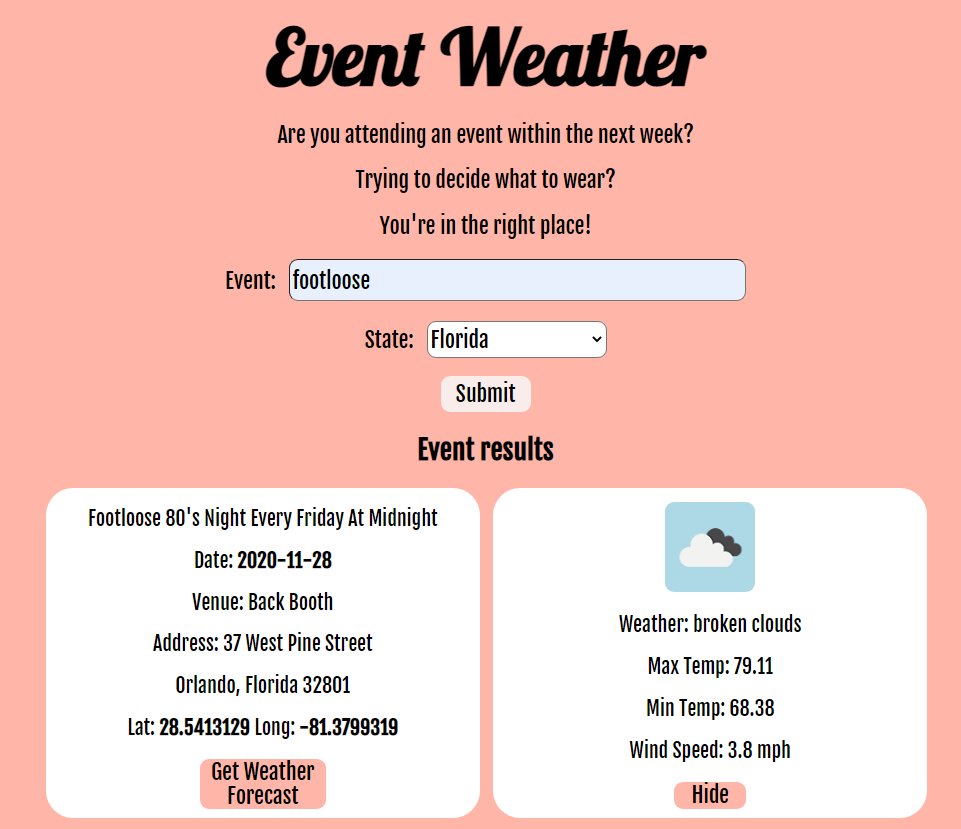 Event Weather
Are you attending an event within the next week?
Trying to decide what to wear?
You're in the right place!
Event: footloose
State: Florida
Submit
Event results
Footloose 80's Night Every Friday At Midnight
Date: 2020-11-28
Venue: Back Booth
Address: 37 West Pine Street
Orlando, Florida 32801
Lat: 28.5413129 Long: -81.3799319
Get Weather
Forecast
Weather: broken clouds
Max Temp: 79.11
Min Temp: 68.38
Wind Speed: 3.8 mph
Hide